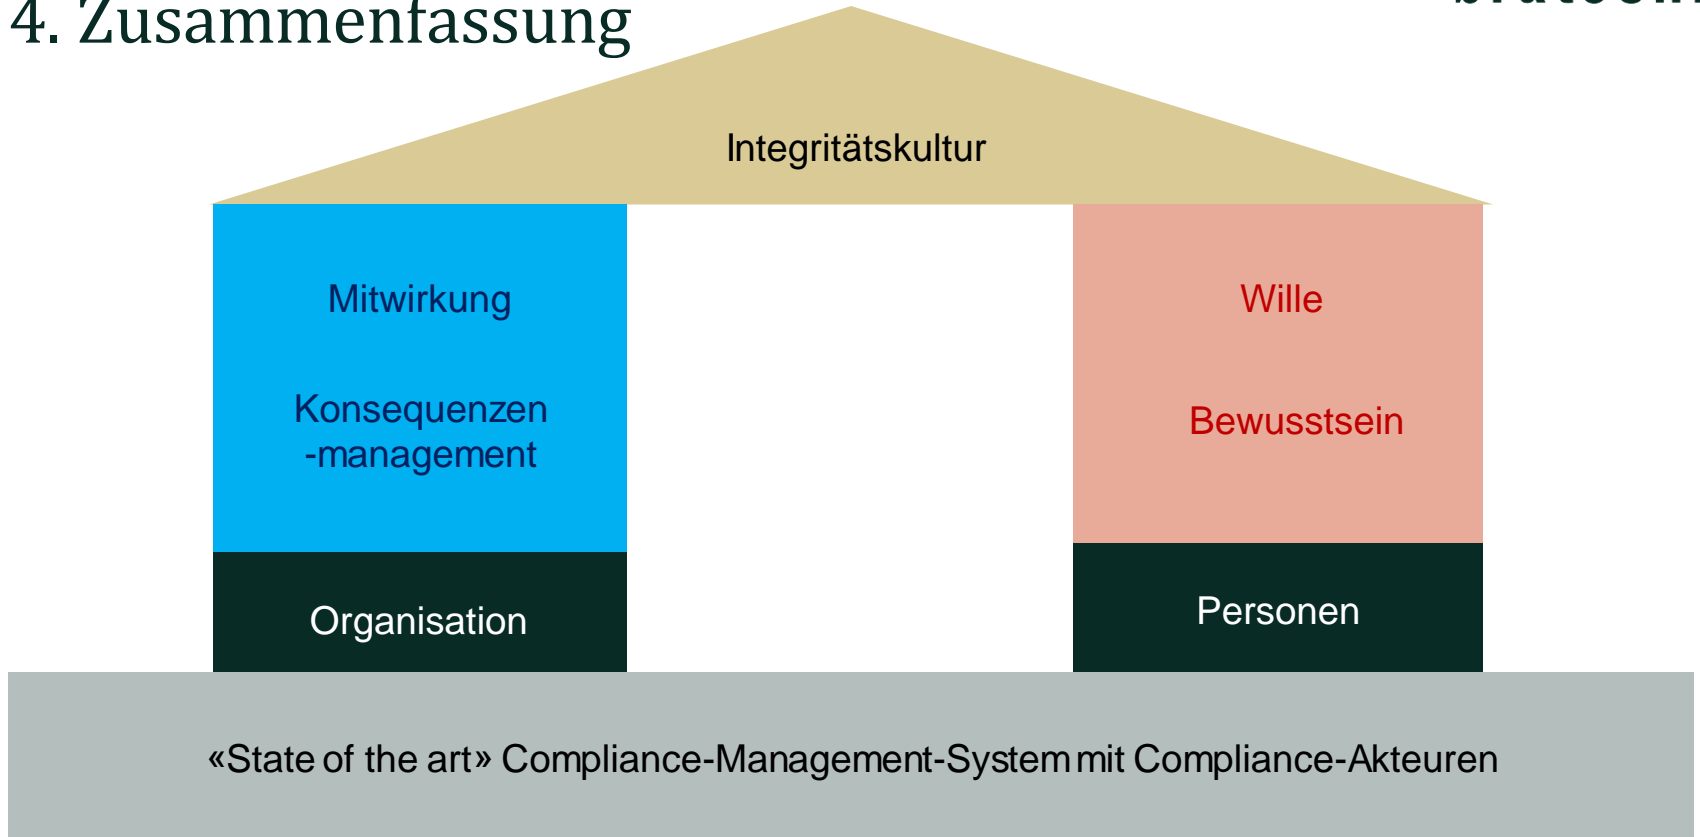 4. Zusammenfassung
Integritätskultur
Mitwirkung
Konsequenzen
-management
Organisation
Wille
Bewusstsein
Personen
«State of the art» Compliance-Management-System mit Compliance-Akteuren